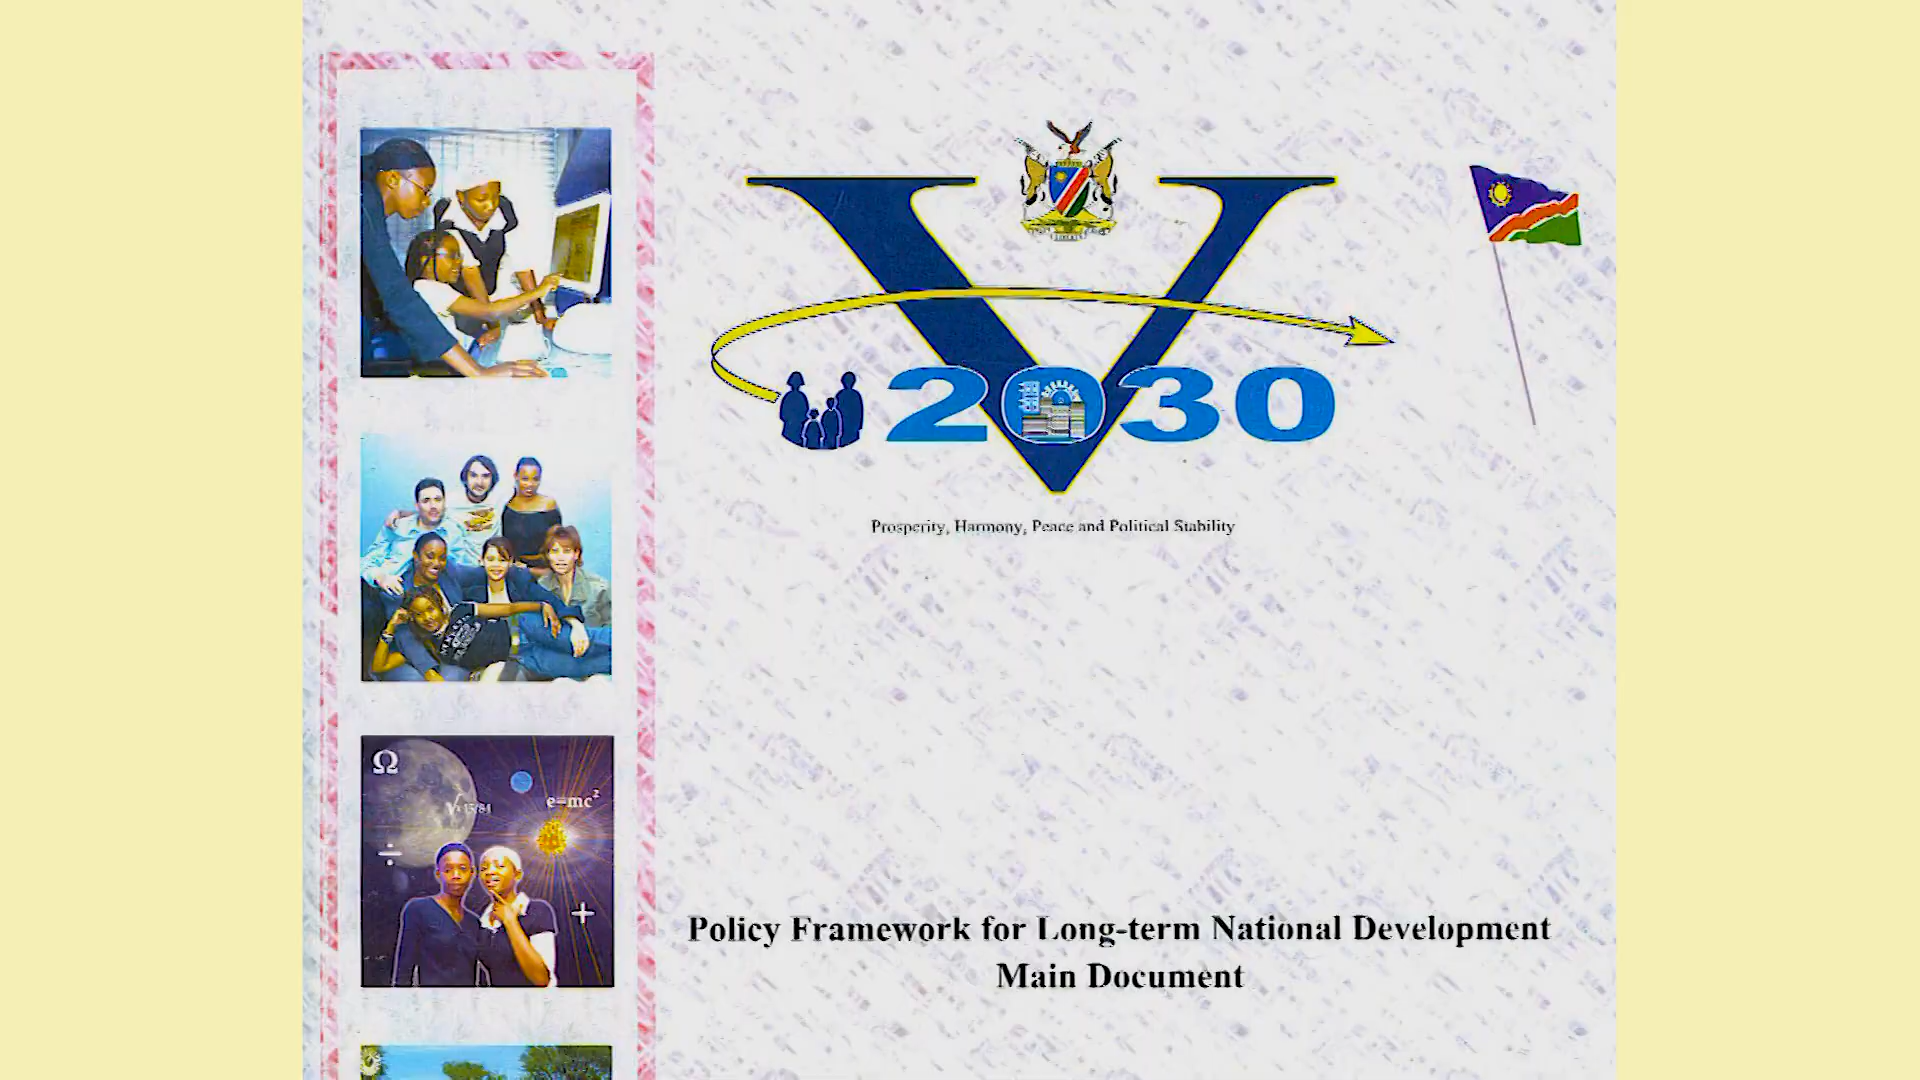 V
2030
Prosperity, Harmony, Peace and Political Stability
Ω
e=mc²
÷
+
Policy Framework for Long-term National Development
Main Document